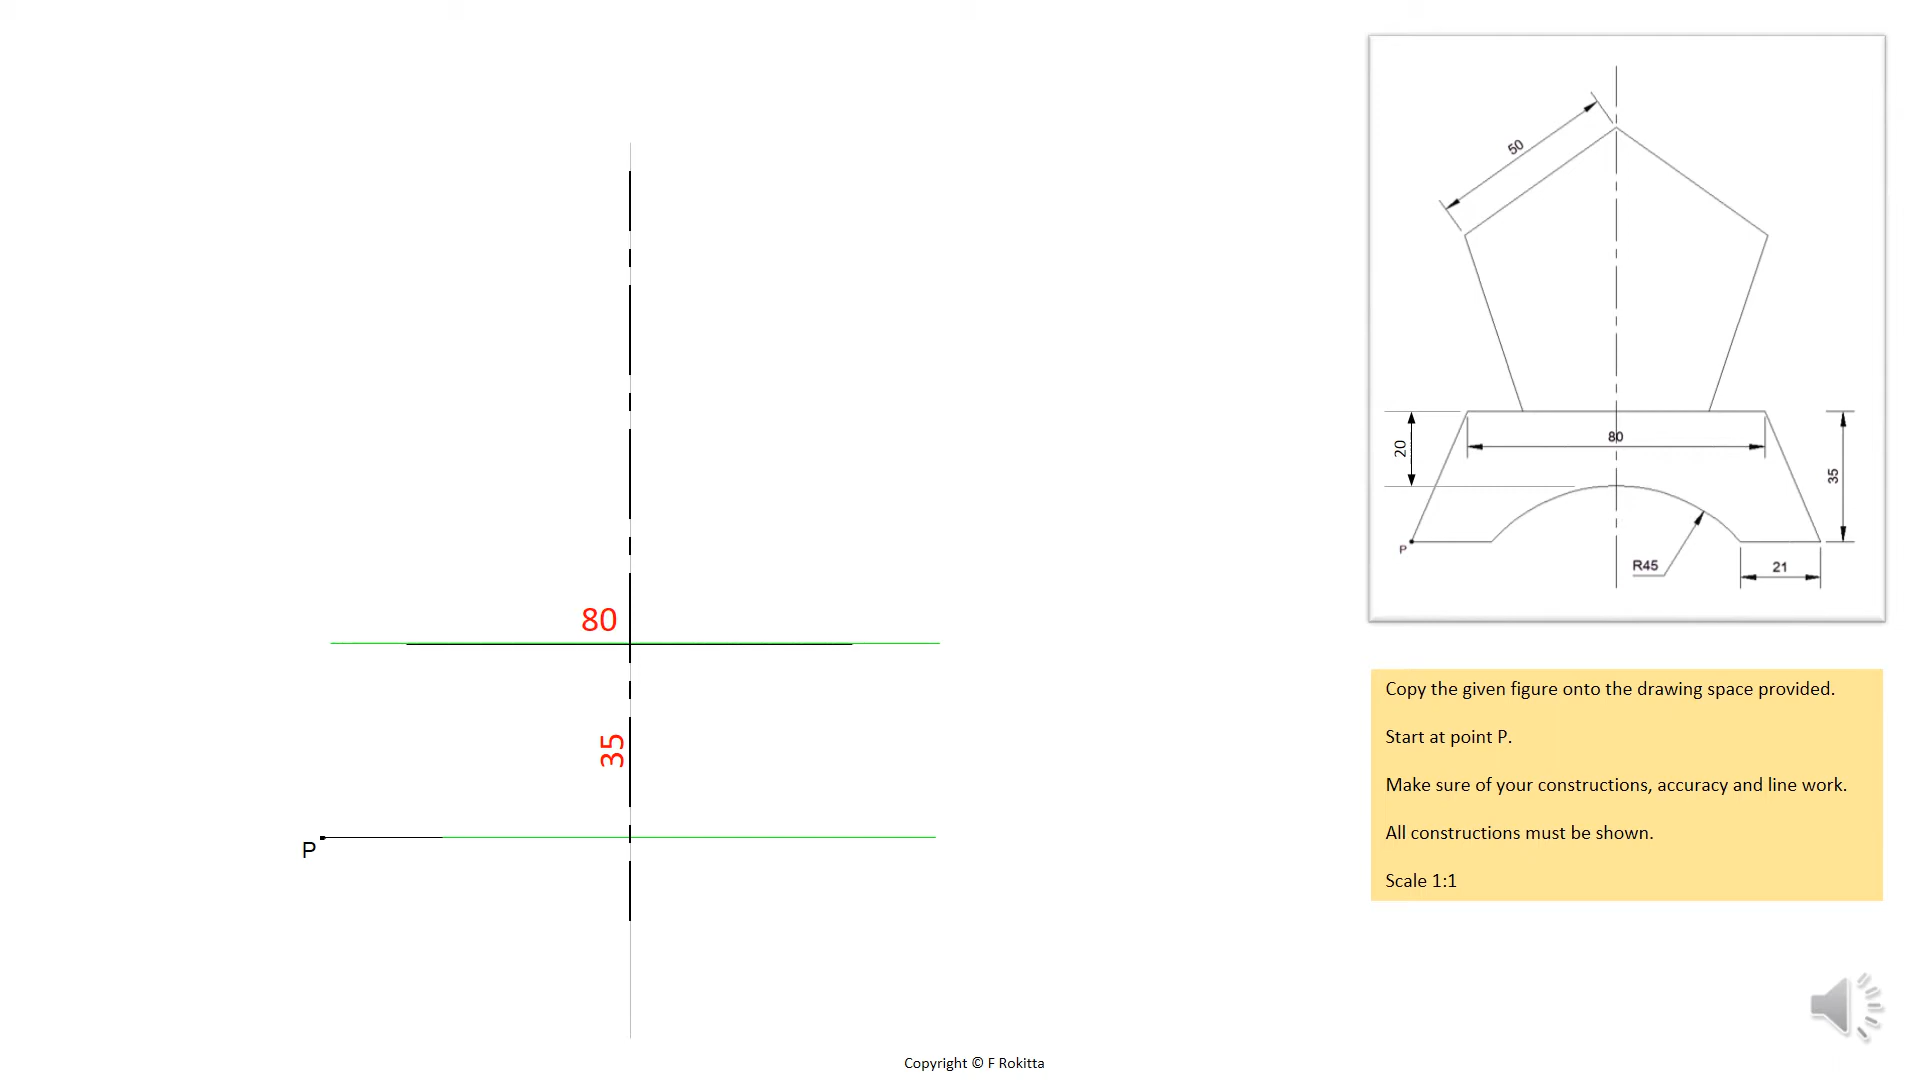 80
35
P
50
20
80
35
P
R45
21
Copy the given figure onto the drawing space provided.
Start at point P.
Make sure of your constructions, accuracy and line work.
All constructions must be shown.
Scale 1:1
Copyright © F Rokitta